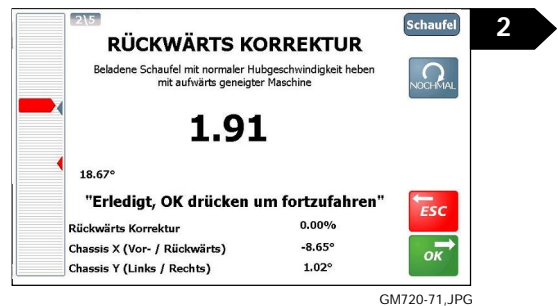 2\5
Schaufel
2
RÜCKWÄRTS KORREKTUR
Beladene Schaufel mit normaler Hubgeschwindigkeit heben
mit aufwärts geneigter Maschine
NOCHMAL
1.91
18.67°
"Erledigt, OK drücken um fortzufahren"
ESC
Rückwärts Korrektur 0.00%
Chassis X (Vor- / Rückwärts) -8.65°
Chassis Y (Links / Rechts) 1.02°
OK
GM720-71,JPG